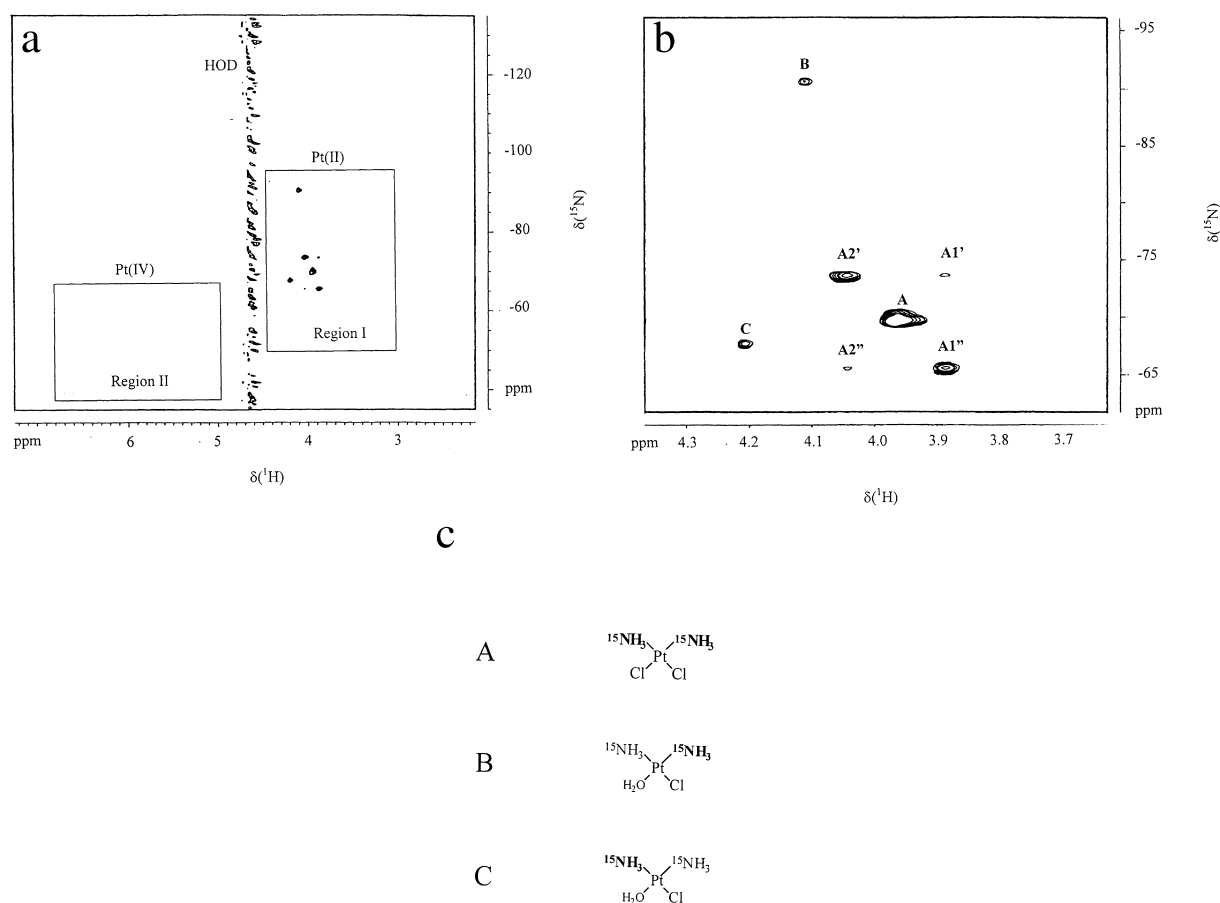 a
HOD
Pt(II)
Region I
Pt(IV)
Region II
-120
-100
-80
-60
ppm
δ(¹⁵N)
ppm 6 5 4 3
δ(¹H)
b
B
A2’ A1’
A
C
A2” A1”
-95
-85
-75
-65
ppm
δ(¹⁵N)
ppm 4.3 4.2 4.1 4.0 3.9 3.8 3.7
δ(¹H)
c
A
¹⁵NH₃ ¹⁵NH₃
Pt
Cl Cl
B
¹⁵NH₃ ¹⁵NH₃
Pt
H₂O Cl
C
¹⁵NH₃ ¹⁵NH₃
Pt
H₂O Cl